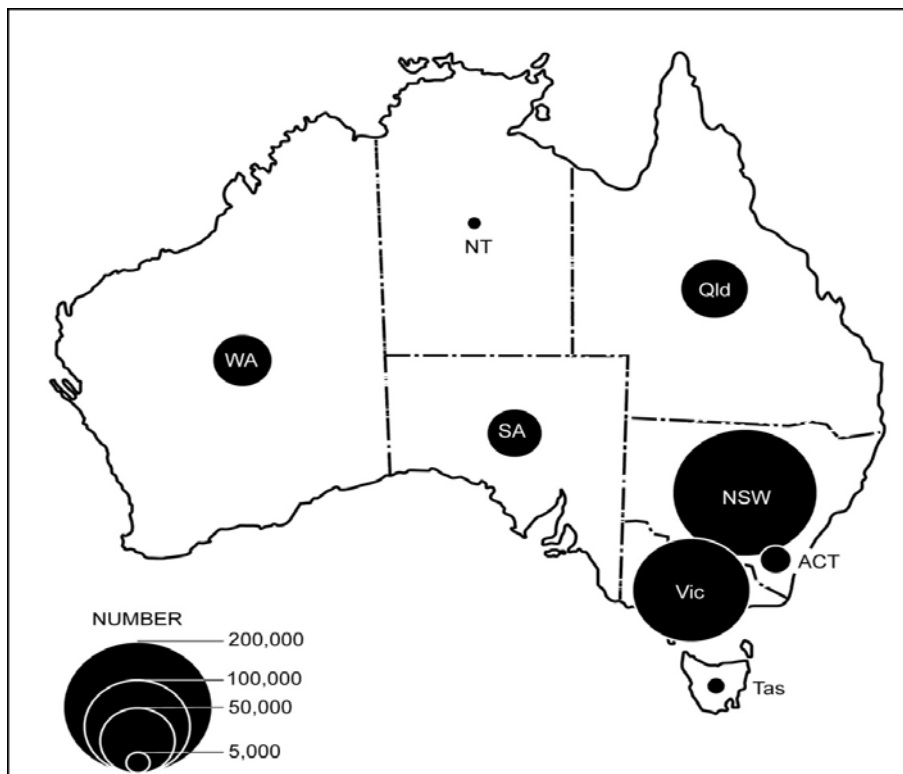 NT
Qld
WA
SA
NSW
ACT
Vic
Tas
NUMBER
200,000
100,000
50,000
5,000